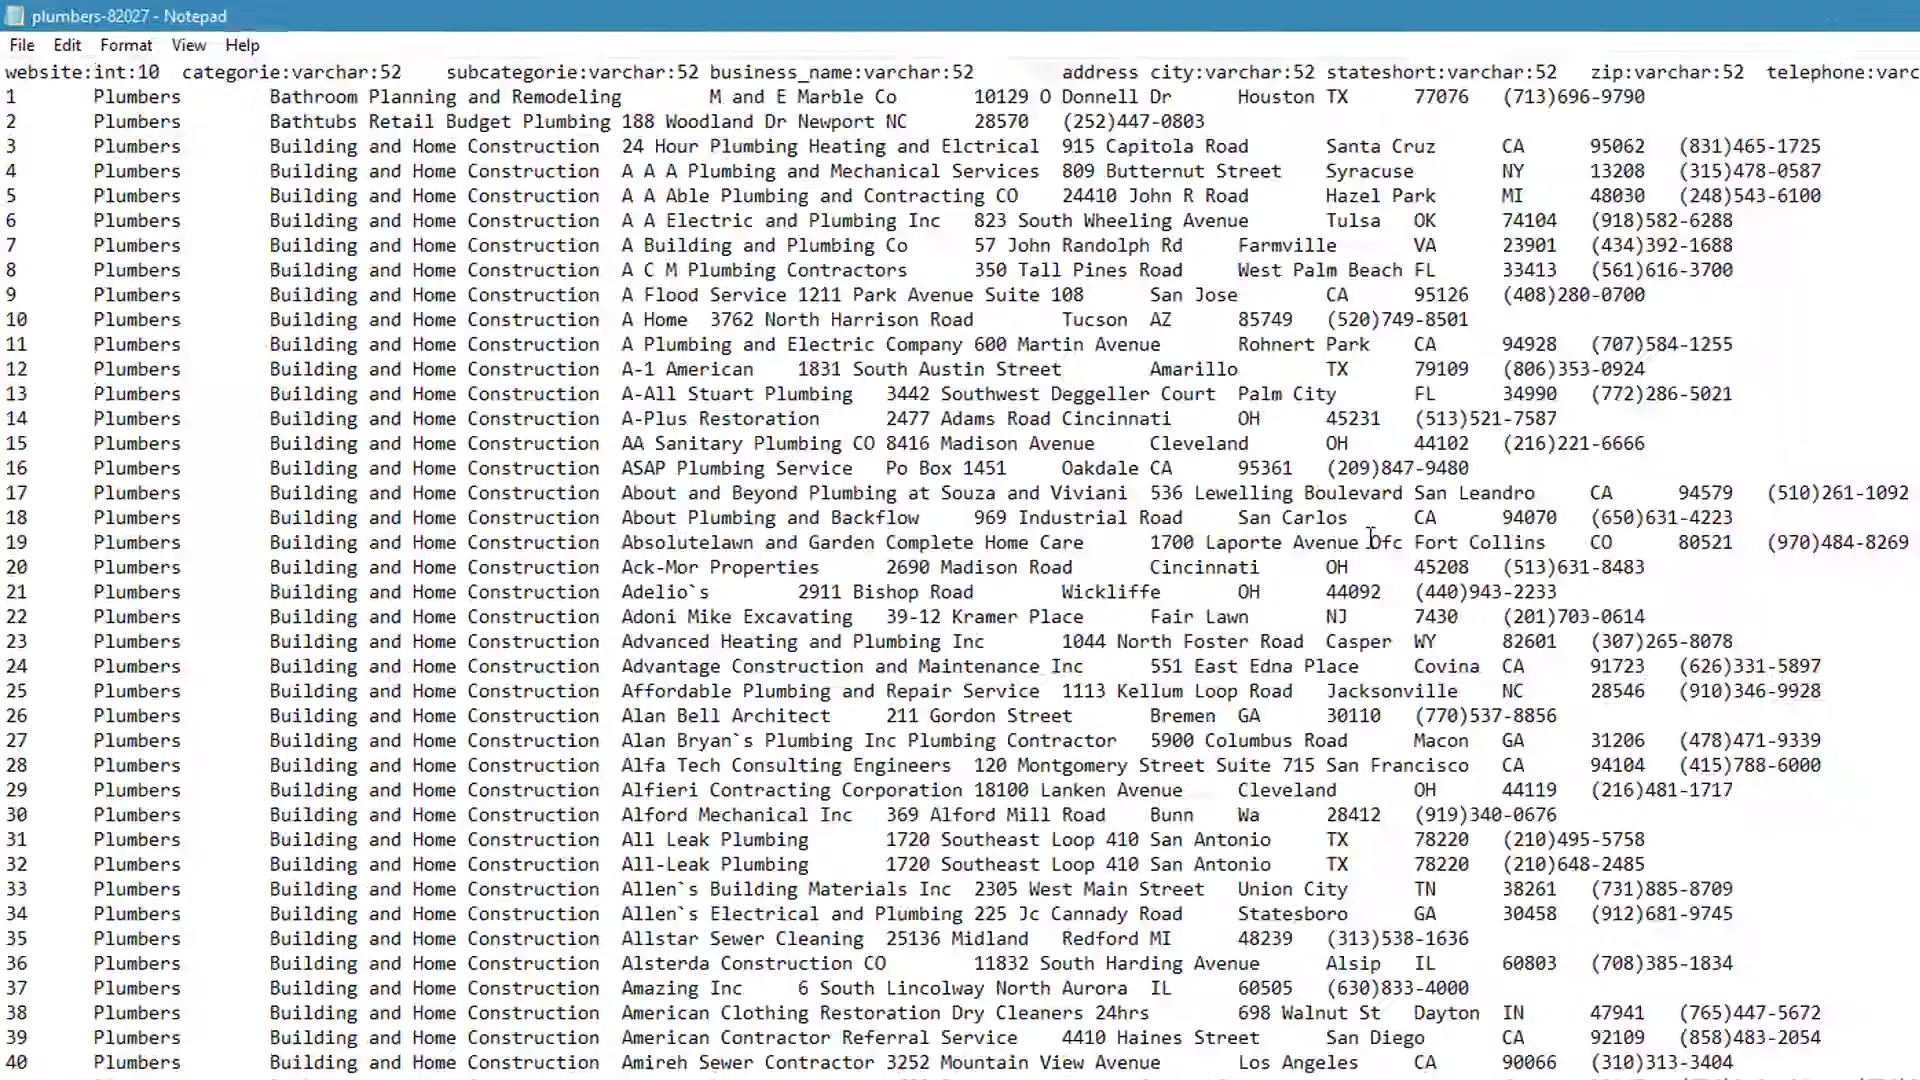 plumbers-82027 - Notepad
File Edit Format View Help
website:int:10 categorie:varchar:52 subcategorie:varchar:52 business_name:varchar:52 address city:varchar:52 stateshort:varchar:52 zip:varchar:52 telephone:varc
1 Plumbers Bathroom Planning and Remodeling M and E Marble Co 10129 O Donnell Dr Houston TX 77076 (713)696-9790
2 Plumbers Bathtubs Retail Budget Plumbing 188 Woodland Dr Newport NC 28570 (252)447-0803
3 Plumbers Building and Home Construction 24 Hour Plumbing Heating and Elctrical 915 Capitola Road Santa Cruz CA 95062 (831)465-1725
4 Plumbers Building and Home Construction A A A Plumbing and Mechanical Services 809 Butternut Street Syracuse NY 13208 (315)478-0587
5 Plumbers Building and Home Construction A A Able Plumbing and Contracting CO 24410 John R Road Hazel Park MI 48030 (248)543-6100
6 Plumbers Building and Home Construction A A Electric and Plumbing Inc 823 South Wheeling Avenue Tulsa OK 74104 (918)582-6288
7 Plumbers Building and Home Construction A Building and Plumbing Co 57 John Randolph Rd Farmville VA 23901 (434)392-1688
8 Plumbers Building and Home Construction A C M Plumbing Contractors 350 Tall Pines Road West Palm Beach FL 33413 (561)616-3700
9 Plumbers Building and Home Construction A Flood Service 1211 Park Avenue Suite 108 San Jose CA 95126 (408)280-0700
10 Plumbers Building and Home Construction A Home 3762 North Harrison Road Tucson AZ 85749 (520)749-8501
11 Plumbers Building and Home Construction A Plumbing and Electric Company 600 Martin Avenue Rohnert Park CA 94928 (707)584-1255
12 Plumbers Building and Home Construction A-1 American 1831 South Austin Street Amarillo TX 79109 (806)353-0924
13 Plumbers Building and Home Construction A-All Stuart Plumbing 3442 Southwest Deggeller Court Palm City FL 34990 (772)286-5021
14 Plumbers Building and Home Construction A-Plus Restoration 2477 Adams Road Cincinnati OH 45231 (513)521-7587
15 Plumbers Building and Home Construction AA Sanitary Plumbing CO 8416 Madison Avenue Cleveland OH 44102 (216)221-6666
16 Plumbers Building and Home Construction ASAP Plumbing Service Po Box 1451 Oakdale CA 95361 (209)847-9480
17 Plumbers Building and Home Construction About and Beyond Plumbing at Souza and Viviani 536 Lewelling Boulevard San Leandro CA 94579 (510)261-1092
18 Plumbers Building and Home Construction About Plumbing and Backflow 969 Industrial Road San Carlos CA 94070 (650)631-4223
19 Plumbers Building and Home Construction Absolutelawn and Garden Complete Home Care 1700 Laporte Avenue Ofc Fort Collins CO 80521 (970)484-8269
20 Plumbers Building and Home Construction Ack-Mor Properties 2690 Madison Road Cincinnati OH 45208 (513)631-8483
21 Plumbers Building and Home Construction Adelio`s 2911 Bishop Road Wickliffe OH 44092 (440)943-2233
22 Plumbers Building and Home Construction Adoni Mike Excavating 39-12 Kramer Place Fair Lawn NJ 7430 (201)703-0614
23 Plumbers Building and Home Construction Advanced Heating and Plumbing Inc 1044 North Foster Road Casper WY 82601 (307)265-8078
24 Plumbers Building and Home Construction Advantage Construction and Maintenance Inc 551 East Edna Place Covina CA 91723 (626)331-5897
25 Plumbers Building and Home Construction Affordable Plumbing and Repair Service 1113 Kellum Loop Road Jacksonville NC 28546 (910)346-9928
26 Plumbers Building and Home Construction Alan Bell Architect 211 Gordon Street Bremen GA 30110 (770)537-8856
27 Plumbers Building and Home Construction Alan Bryan`s Plumbing Inc Plumbing Contractor 5900 Columbus Road Macon GA 31206 (478)471-9339
28 Plumbers Building and Home Construction Alfa Tech Consulting Engineers 120 Montgomery Street Suite 715 San Francisco CA 94104 (415)788-6000
29 Plumbers Building and Home Construction Alfieri Contracting Corporation 18100 Lanken Avenue Cleveland OH 44119 (216)481-1717
30 Plumbers Building and Home Construction Alford Mechanical Inc 369 Alford Mill Road Bunn Wa 28412 (919)340-0676
31 Plumbers Building and Home Construction All Leak Plumbing 1720 Southeast Loop 410 San Antonio TX 78220 (210)495-5758
32 Plumbers Building and Home Construction All-Leak Plumbing 1720 Southeast Loop 410 San Antonio TX 78220 (210)648-2485
33 Plumbers Building and Home Construction Allen`s Building Materials Inc 2305 West Main Street Union City TN 38261 (731)885-8709
34 Plumbers Building and Home Construction Allen`s Electrical and Plumbing 225 Jc Cannady Road Statesboro GA 30458 (912)681-9745
35 Plumbers Building and Home Construction Allstar Sewer Cleaning 25136 Midland Redford MI 48239 (313)538-1636
36 Plumbers Building and Home Construction Alsterda Construction CO 11832 South Harding Avenue Alsip IL 60803 (708)385-1834
37 Plumbers Building and Home Construction Amazing Inc 6 South Lincolway North Aurora IL 60505 (630)833-4000
38 Plumbers Building and Home Construction American Clothing Restoration Dry Cleaners 24hrs 698 Walnut St Dayton IN 47941 (765)447-5672
39 Plumbers Building and Home Construction American Contractor Referral Service 4410 Haines Street San Diego CA 92109 (858)483-2054
40 Plumbers Building and Home Construction Amireh Sewer Contractor 3252 Mountain View Avenue Los Angeles CA 90066 (310)313-3404